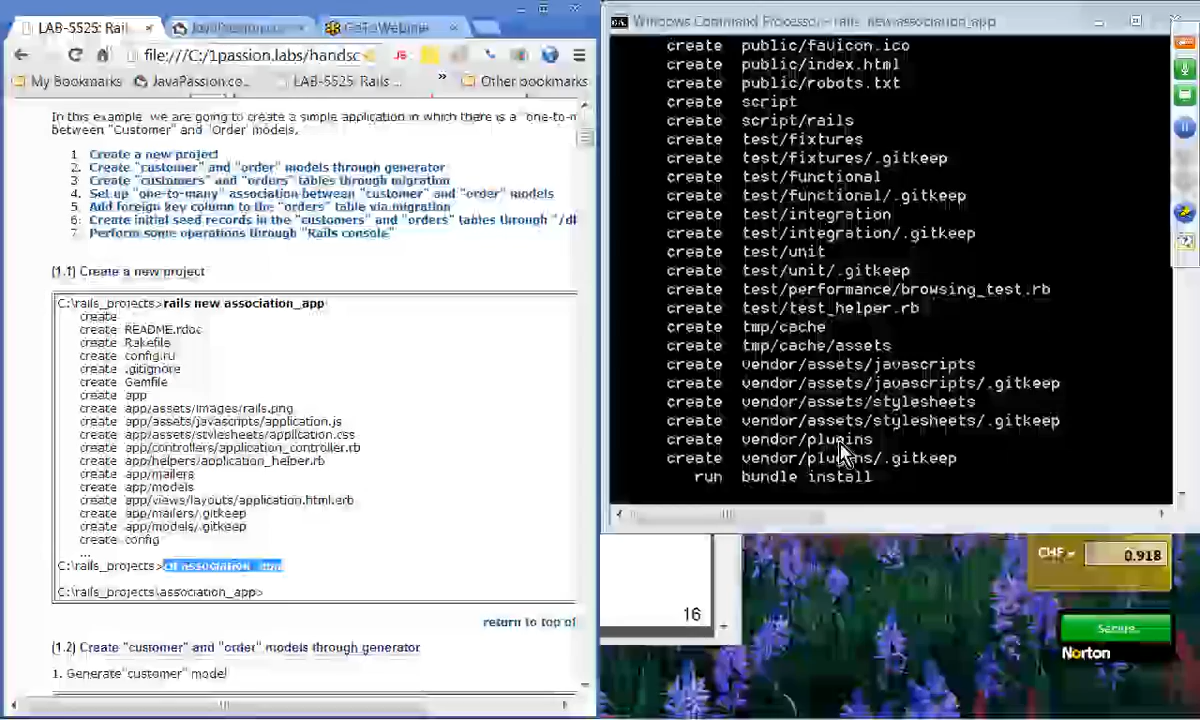 LAB-5525: Rail
JavaPassion.co
GoToWebina
file:///C:/1passion.labs/handsc
My Bookmarks
JavaPassion.co...
LAB-5525: Rails ...
»
Other bookmarks
In this example we are going to create a simple application in which there is a "one-to-m
between "Customer" and "Order" models.
1 Create a new project
2. Create "customer" and "order" models through generator
3 Create "customers" and "orders" tables through migration
4. Set up "one-to-many" association between "customer" and "order" models
5 Add foreign key column to the "orders" table via migration
6: Create initial seed records in the "customers" and "orders" tables through "/dl
7 Perform some operations through "Rails console"
(1.1) Create a new project
C:\rails_projects>rails new association_app
create
create README.rdoc
create Rakefile
create config.ru
create .gitignore
create Gemfile
create app
create app/assets/images/rails.png
create app/assets/javascripts/application.js
create app/assets/stylesheets/application.css
create app/controllers/application_controller.rb
create app/helpers/application_helper.rb
create app/mailers
create app/models
create app/views/layouts/application.html.erb
create app/mailers/.gitkeep
create app/models/.gitkeep
create config
...
C:\rails_projects>cd association_app
C:\rails_projects\association_app>
return to top of
(1.2) Create "customer" and "order" models through generator
1. Generate"customer" model
Windows Command Processor - rails new association_app
create public/favicon.ico
create public/index.html
create public/robots.txt
create script
create script/rails
create test/fixtures
create test/fixtures/.gitkeep
create test/functional
create test/functional/.gitkeep
create test/integration
create test/integration/.gitkeep
create test/unit
create test/unit/.gitkeep
create test/performance/browsing_test.rb
create test/test_helper.rb
create tmp/cache
create tmp/cache/assets
create vendor/assets/javascripts
create vendor/assets/javascripts/.gitkeep
create vendor/assets/stylesheets
create vendor/assets/stylesheets/.gitkeep
create vendor/plugins
create vendor/plugins/.gitkeep
run bundle install
16
CHF
0.918
Secure
Norton